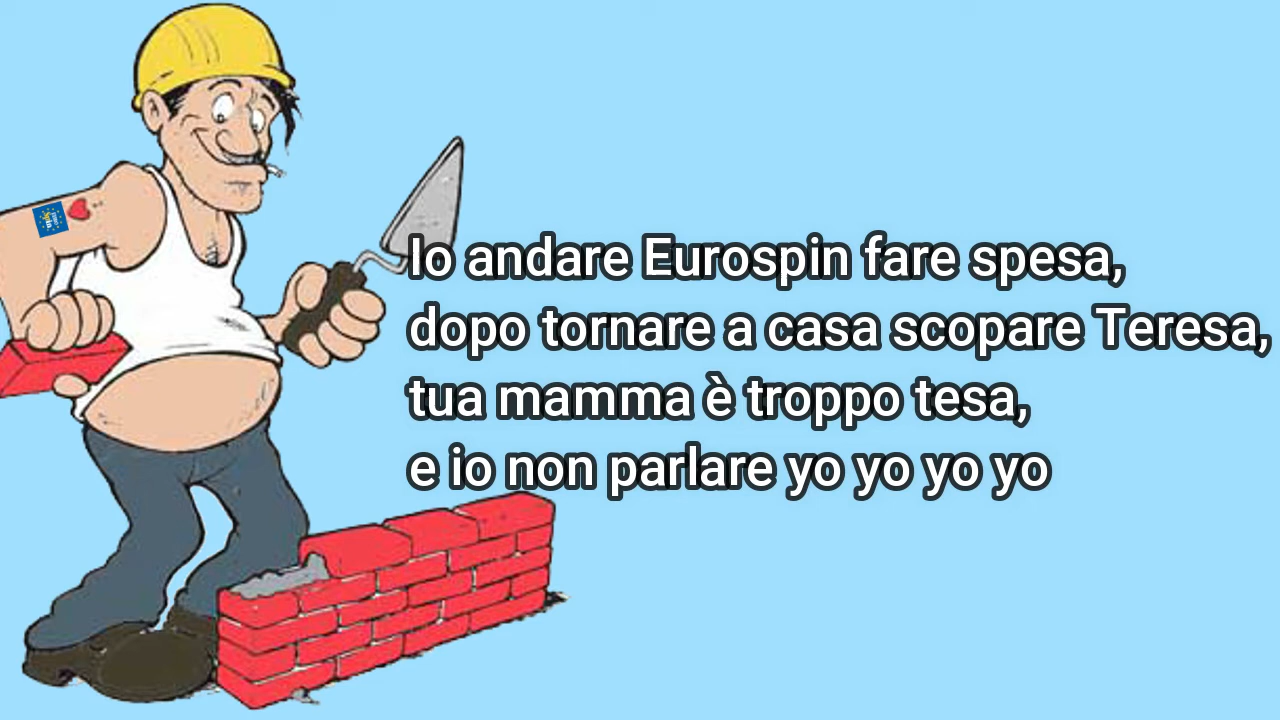 Io andare Eurospin fare spesa,
dopo tornare a casa scopare Teresa,
tua mamma è troppo tesa,
e io non parlare yo yo yo yo